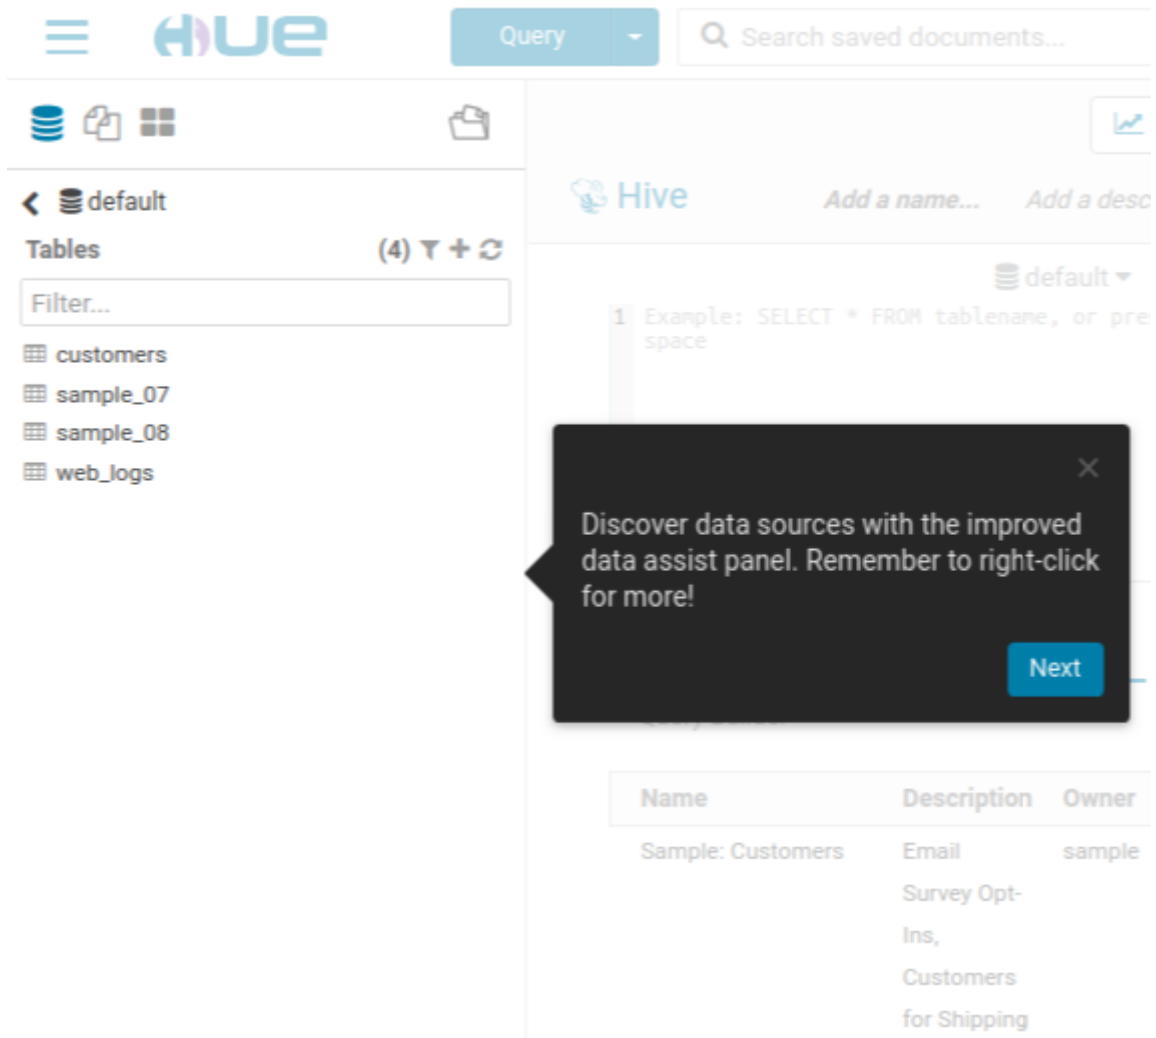 HUE
Query
Search saved documents...
default
Tables (4)
Filter...
customers
sample_07
sample_08
web_logs
Hive Add a name... Add a desc
default
1 Example: SELECT * FROM tablename, or pre
space
Discover data sources with the improved
data assist panel. Remember to right-click
for more!
Next
Name Description Owner
Sample: Customers Email sample
Survey Opt-
Ins,
Customers
for Shipping